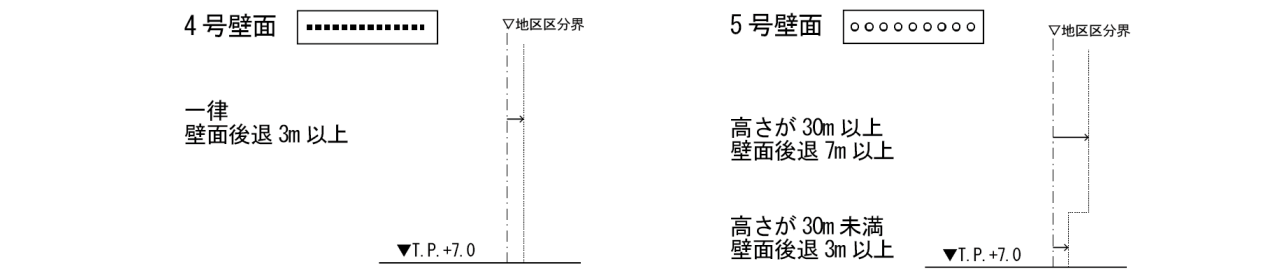 4号壁面
▽地区区分界
一律
壁面後退 3m 以上
▼T.P.+7.0
5号壁面
▽地区区分界
高さが 30m 以上
壁面後退 7m 以上
高さが 30m 未満
壁面後退 3m 以上
▼T.P.+7.0